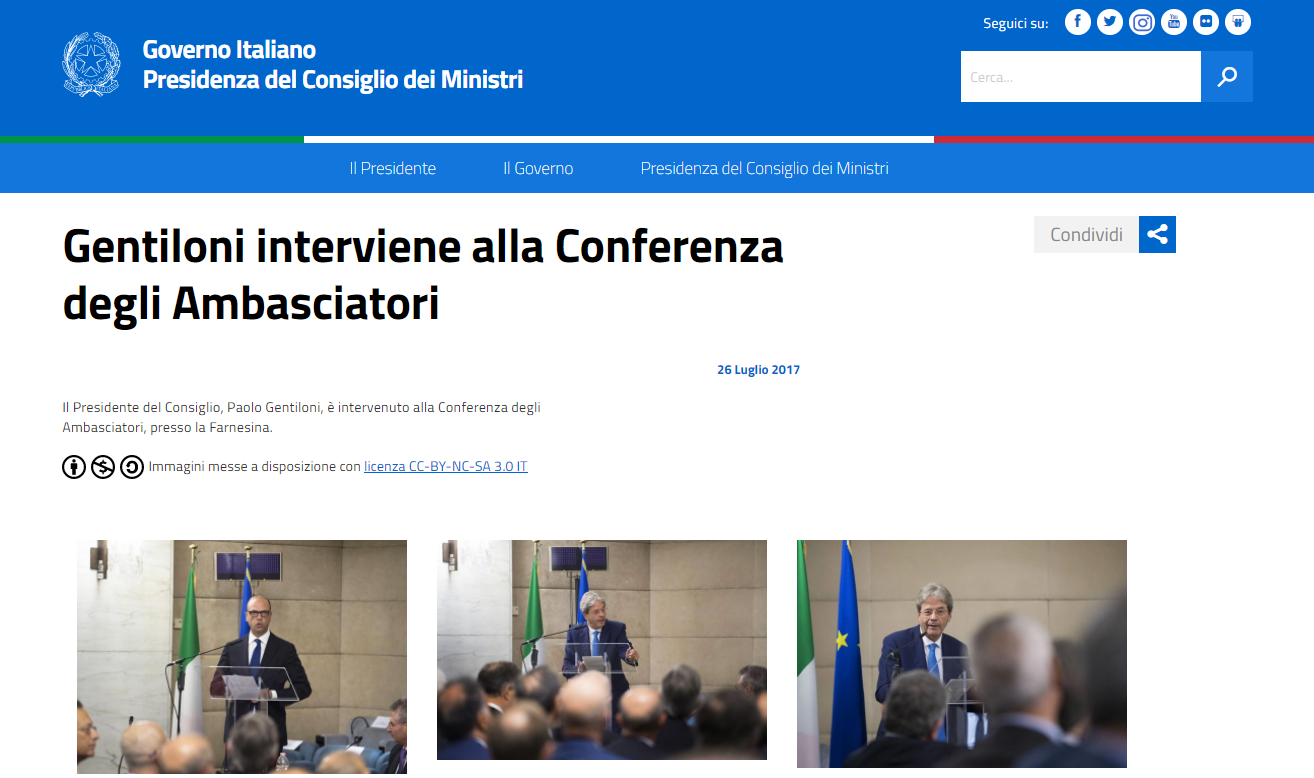 Seguici su:
You
Tube
Governo Italiano
Presidenza del Consiglio dei Ministri
Cerca...
Il Presidente
Il Governo
Presidenza del Consiglio dei Ministri
Gentiloni interviene alla Conferenza
degli Ambasciatori
Condividi
26 Luglio 2017
Il Presidente del Consiglio, Paolo Gentiloni, è intervenuto alla Conferenza degli
Ambasciatori, presso la Farnesina.
Immagini messe a disposizione con licenza CC-BY-NC-SA 3.0 IT